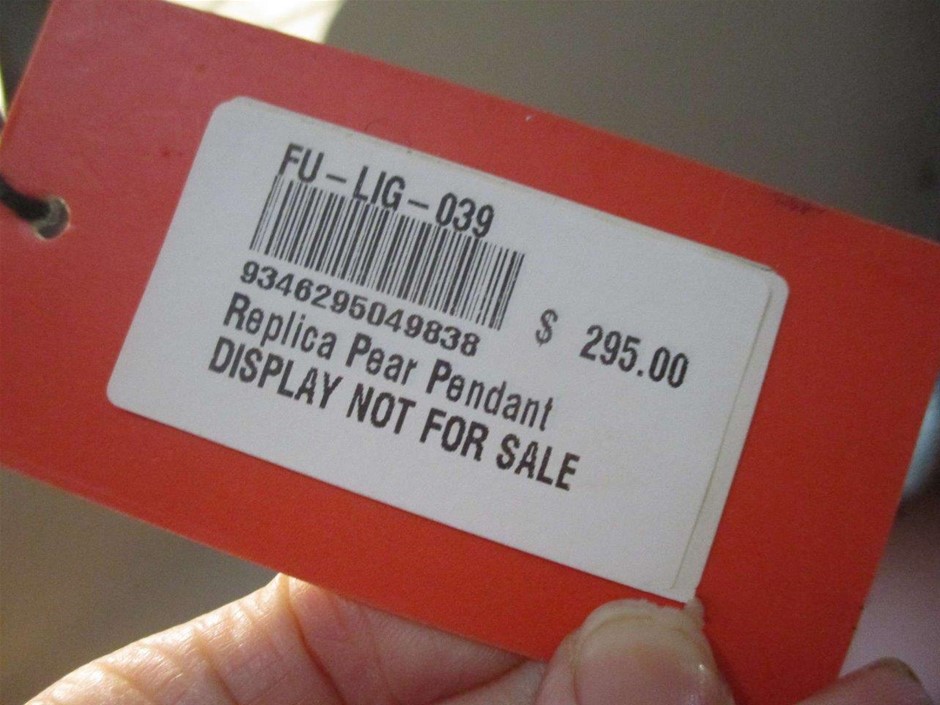 FU-LIG-039
9346295049838
$ 295.00
Replica Pear Pendant
DISPLAY NOT FOR SALE